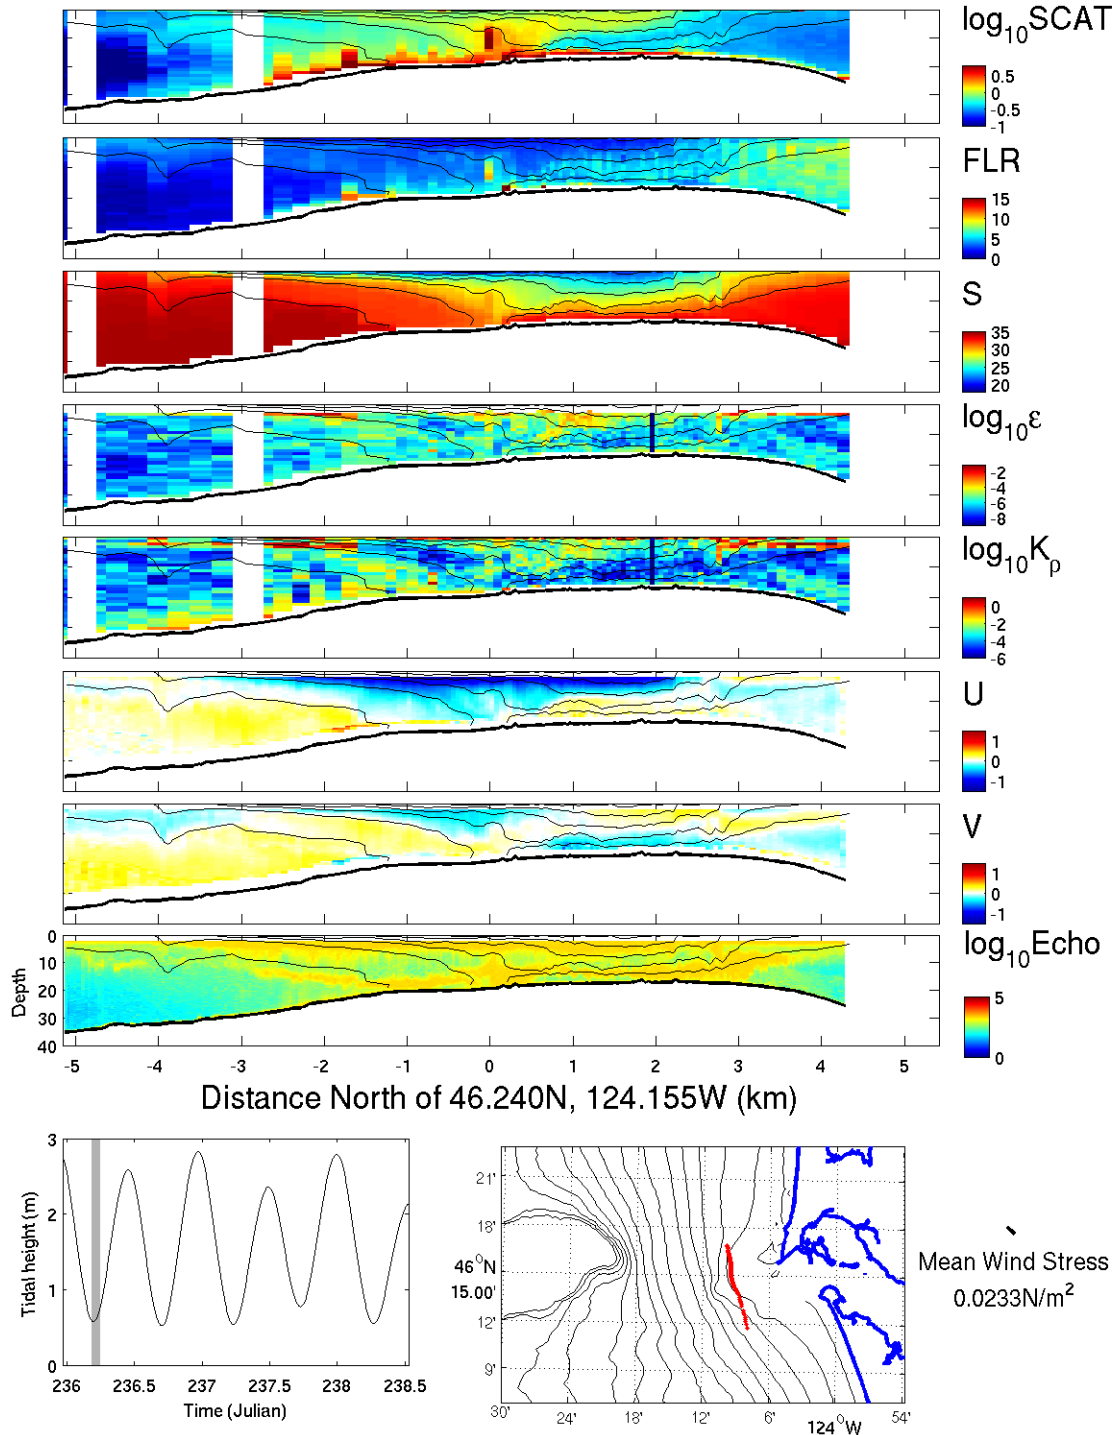 log10SCAT
0.5
0
-0.5
-1
FLR
15
10
5
0
S
35
30
25
20
log10ε
-2
-4
-6
-8
log10Kρ
0
-2
-4
-6
U
1
0
-1
V
1
0
-1
log10Echo
5
0
Depth
0
10
20
30
40
-5 -4 -3 -2 -1 0 1 2 3 4 5
Distance North of 46.240N, 124.155W (km)
Tidal height (m)
3
2
1
0
236 236.5 237 237.5 238 238.5
Time (Julian)
21'
18'
46°N
15.00'
12'
9'
30' 24' 18' 12' 6' 124°W 54'
Mean Wind Stress
0.0233N/m²